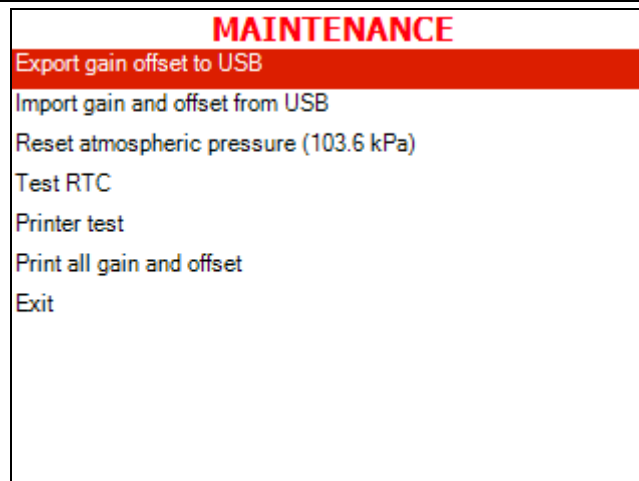 MAINTENANCE
Export gain offset to USB
Import gain and offset from USB
Reset atmospheric pressure (103.6 kPa)
Test RTC
Printer test
Print all gain and offset
Exit